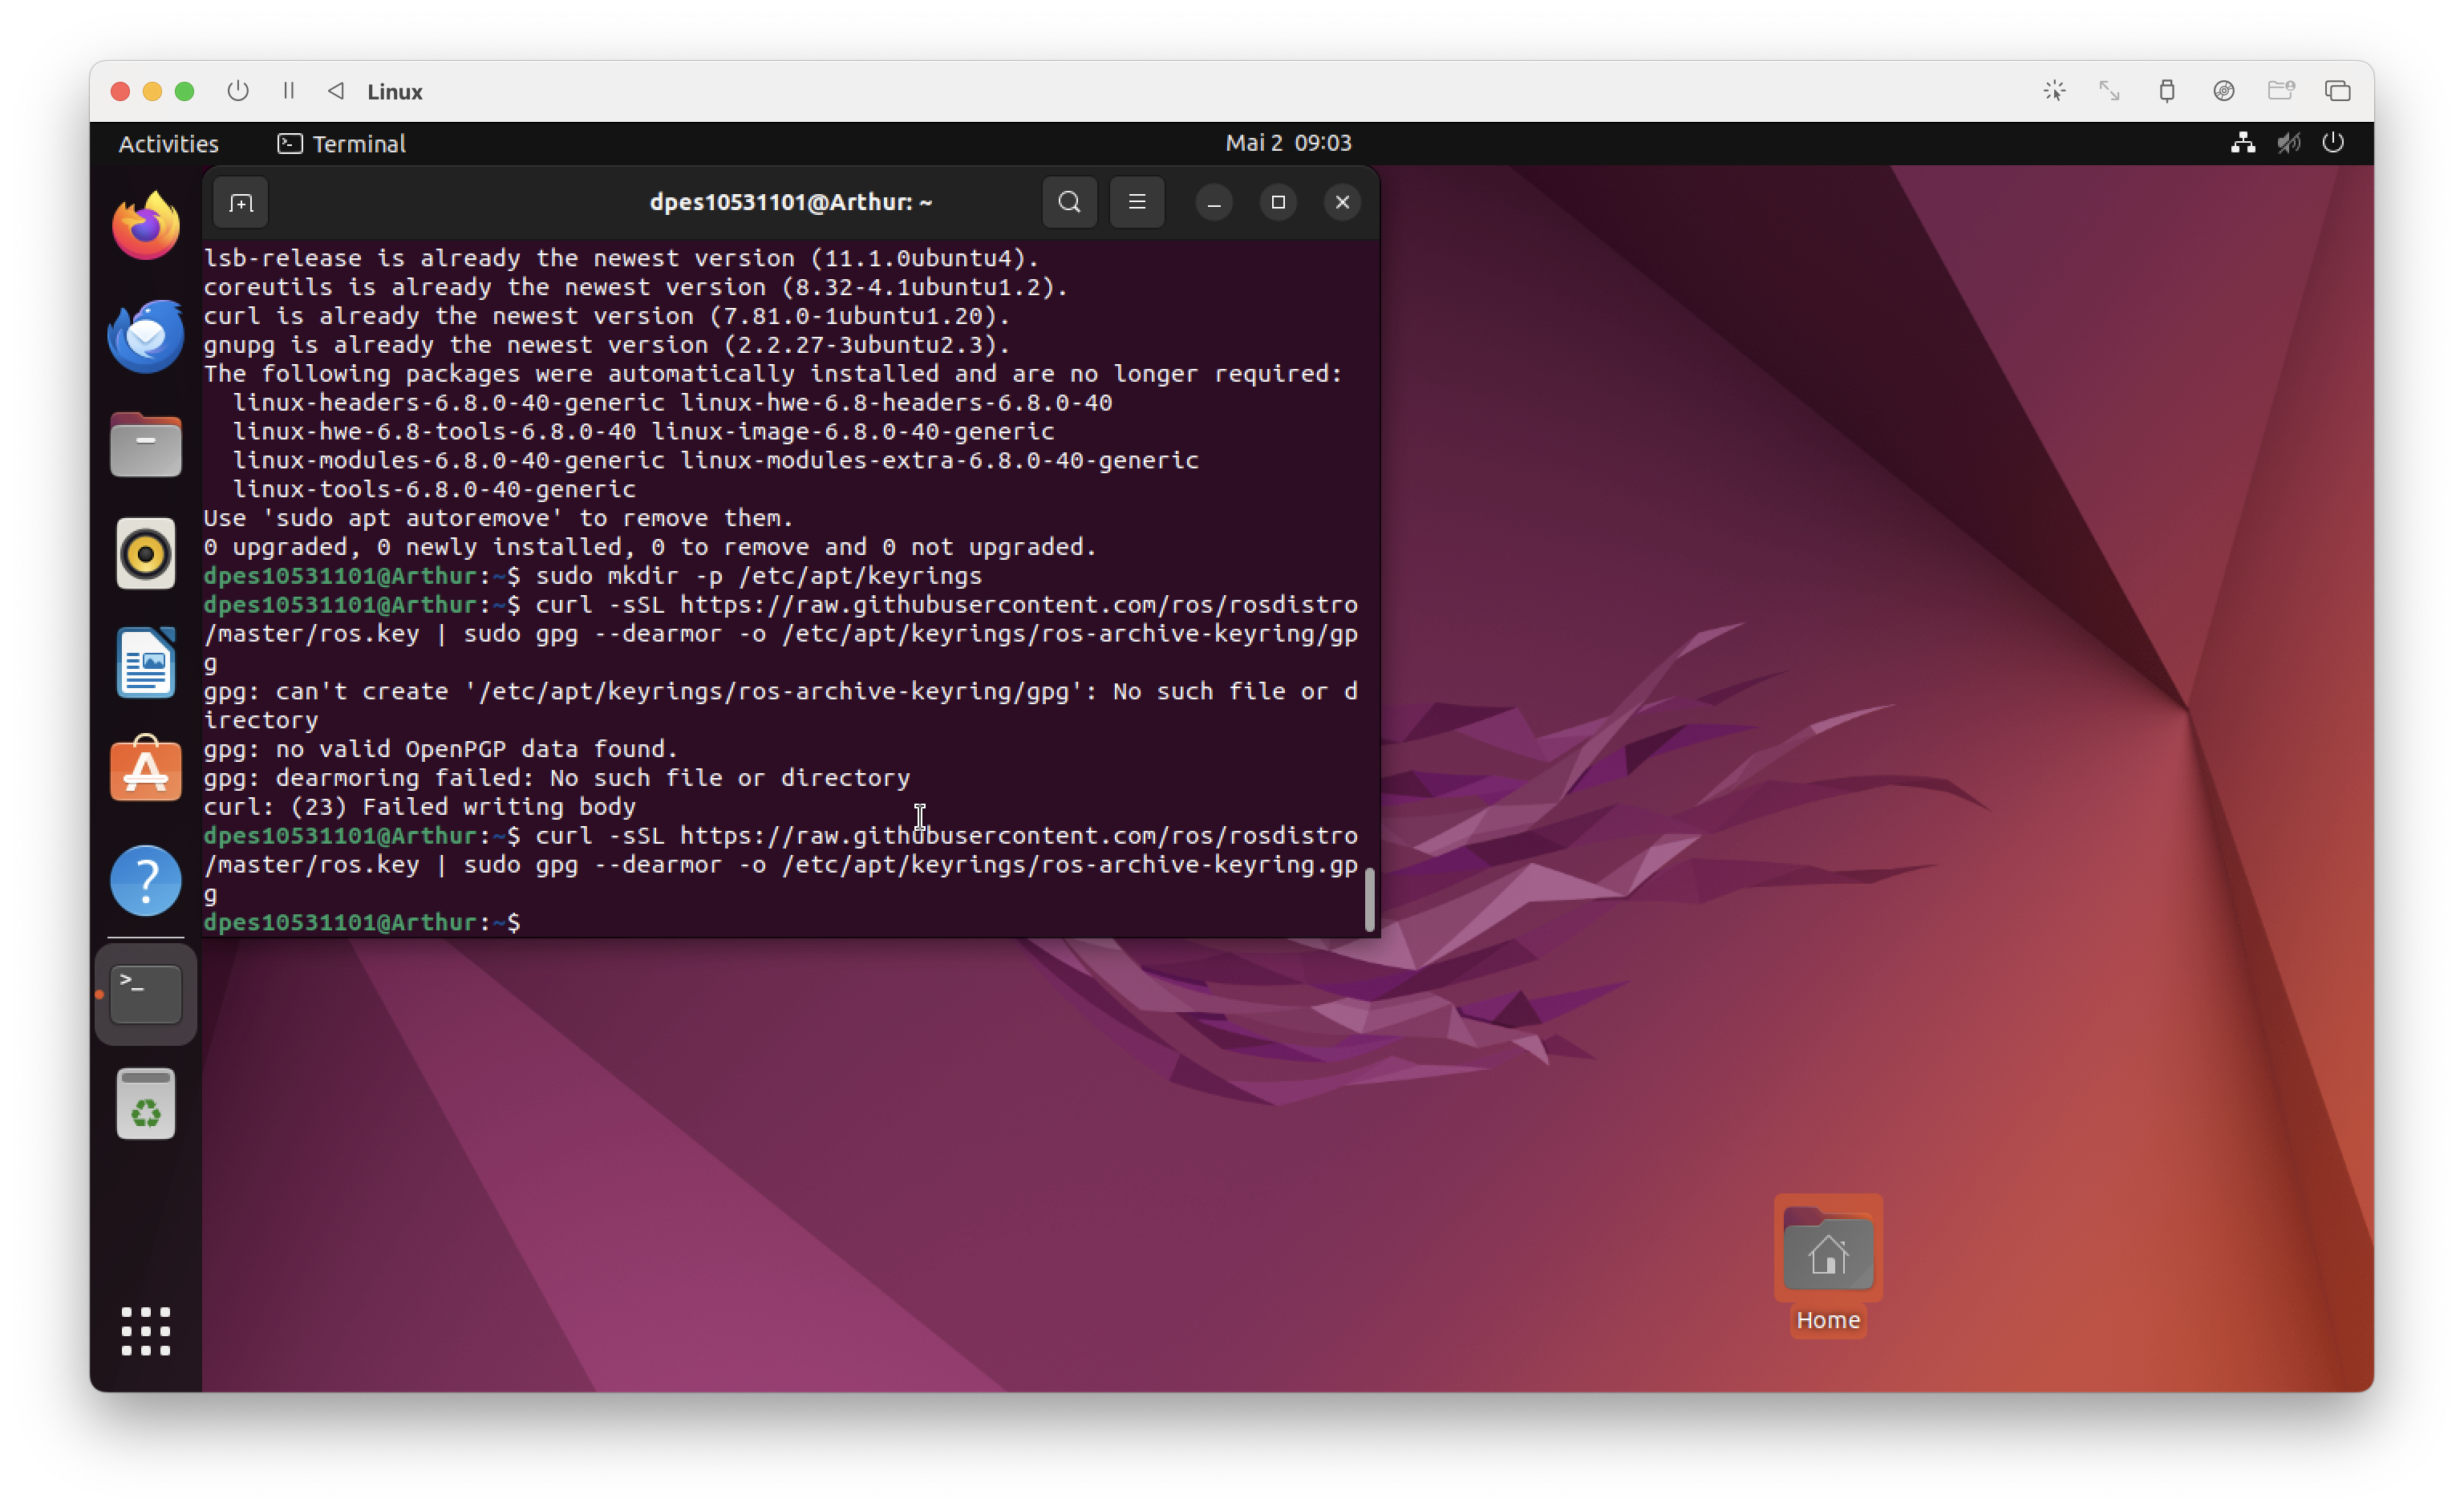 Linux
Activities
Terminal
Mai 2 09:03
dpes10531101@Arthur: ~
lsb-release is already the newest version (11.1.0ubuntu4).
coreutils is already the newest version (8.32-4.1ubuntu1.2).
curl is already the newest version (7.81.0-1ubuntu1.20).
gnupg is already the newest version (2.2.27-3ubuntu2.3).
The following packages were automatically installed and are no longer required:
  linux-headers-6.8.0-40-generic linux-hwe-6.8-headers-6.8.0-40
  linux-hwe-6.8-tools-6.8.0-40 linux-image-6.8.0-40-generic
  linux-modules-6.8.0-40-generic linux-modules-extra-6.8.0-40-generic
  linux-tools-6.8.0-40-generic
Use 'sudo apt autoremove' to remove them.
0 upgraded, 0 newly installed, 0 to remove and 0 not upgraded.
dpes10531101@Arthur:~$ sudo mkdir -p /etc/apt/keyrings
dpes10531101@Arthur:~$ curl -sSL https://raw.githubusercontent.com/ros/rosdistro
/master/ros.key | sudo gpg --dearmor -o /etc/apt/keyrings/ros-archive-keyring/gp
g
gpg: can't create '/etc/apt/keyrings/ros-archive-keyring/gpg': No such file or d
irectory
gpg: no valid OpenPGP data found.
gpg: dearmoring failed: No such file or directory
curl: (23) Failed writing body
dpes10531101@Arthur:~$ curl -sSL https://raw.githubusercontent.com/ros/rosdistro
/master/ros.key | sudo gpg --dearmor -o /etc/apt/keyrings/ros-archive-keyring.gp
g
dpes10531101@Arthur:~$
Home